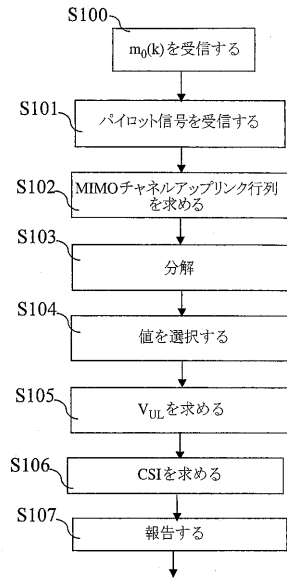 S100
m₀(k)を受信する
S101
パイロット信号を受信する
S102
MIMOチャネルアップリンク行列
を求める
S103
分解
S104
値を選択する
S105
V_ULを求める
S106
CSIを求める
S107
報告する